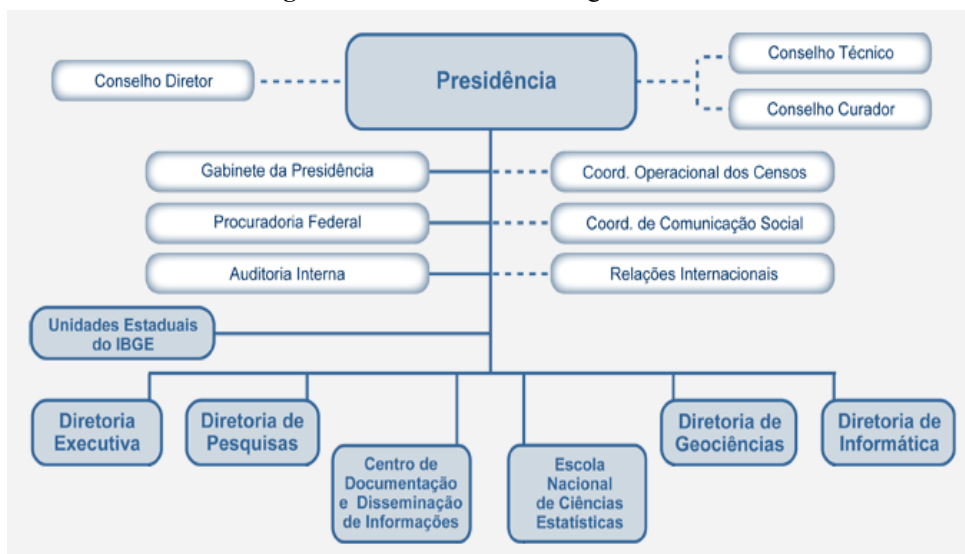 Conselho Diretor
Presidência
Conselho Técnico
Conselho Curador
Gabinete da Presidência
Coord. Operacional dos Censos
Procuradoria Federal
Coord. de Comunicação Social
Auditoria Interna
Relações Internacionais
Unidades Estaduais
do IBGE
Diretoria
Executiva
Diretoria de
Pesquisas
Centro de
Documentação
e Disseminação
de Informações
Escola
Nacional
de Ciências
Estatísticas
Diretoria de
Geociências
Diretoria de
Informática